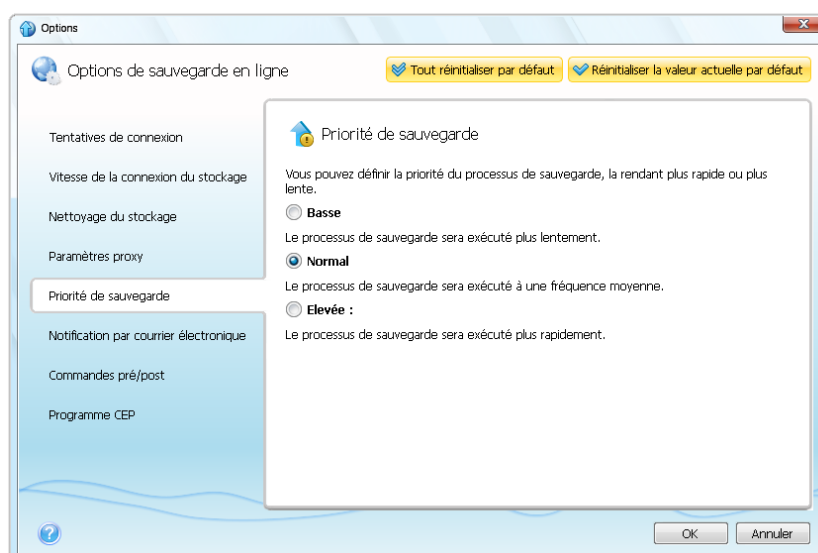 Options
Options de sauvegarde en ligne
Tout réinitialiser par défaut
Réinitialiser la valeur actuelle par défaut
Tentatives de connexion
Vitesse de la connexion du stockage
Nettoyage du stockage
Paramètres proxy
Priorité de sauvegarde
Notification par courrier électronique
Commandes pré/post
Programme CEP
Priorité de sauvegarde
Vous pouvez définir la priorité du processus de sauvegarde, la rendant plus rapide ou plus
lente.
Basse
Le processus de sauvegarde sera exécuté plus lentement.
Normal
Le processus de sauvegarde sera exécuté à une fréquence moyenne.
Elevée :
Le processus de sauvegarde sera exécuté plus rapidement.
OK
Annuler